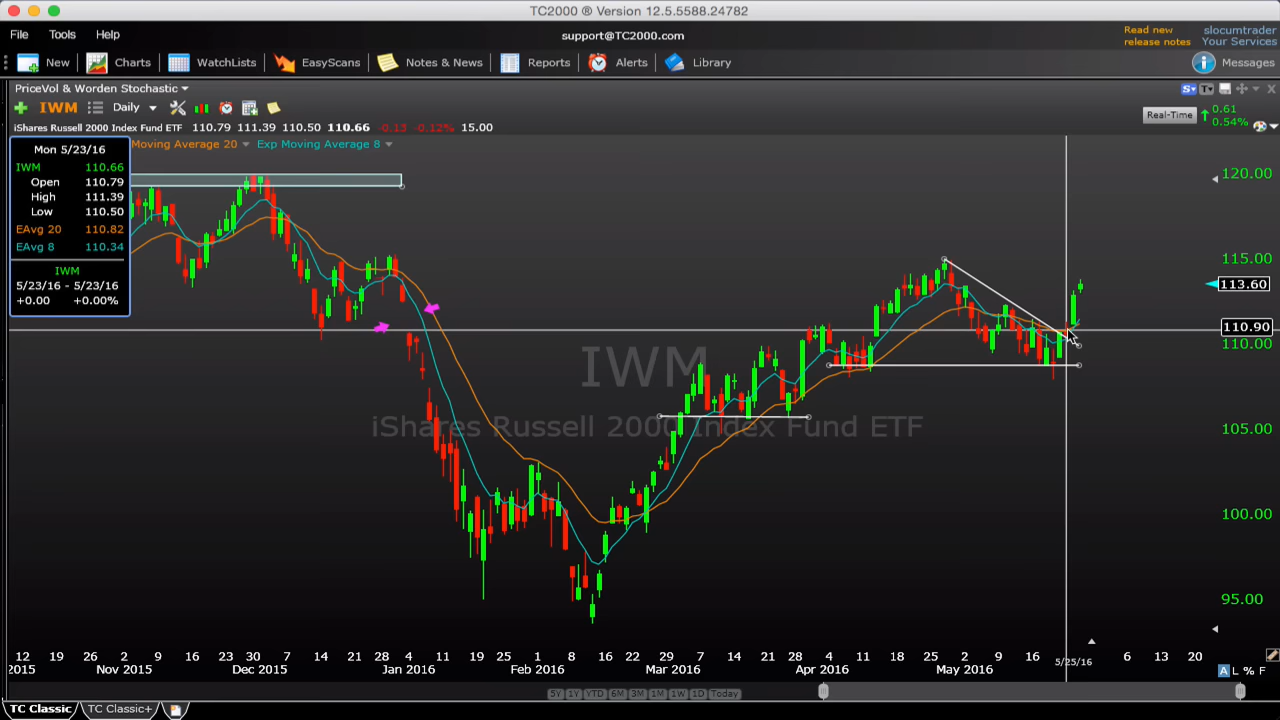 TC2000 ® Version 12.5.5588.24782
File Tools Help
support@TC2000.com
Read new
release notes
slocumtrader
Your Services
New Charts WatchLists EasyScans Notes & News Reports Alerts Library
Messages
PriceVol & Worden Stochastic
S T
IWM Daily
Real-Time
0.61
0.54%
iShares Russell 2000 Index Fund ETF 110.79 111.39 110.50 110.66 -0.13 -0.12% 15.00
Moving Average 20 Exp Moving Average 8
Mon 5/23/16
IWM 110.66
Open 110.79
High 111.39
Low 110.50
EAvg 20 110.82
EAvg 8 110.34
IWM
5/23/16 - 5/23/16
+0.00 +0.00%
120.00
115.00
113.60
110.90
110.00
105.00
100.00
95.00
IWM
iShares Russell 2000 Index Fund ETF
12 19 26 2 9 16 23 30 7 14 21 28 4 11 19 25 1 8 16 22 29 7 14 21 28 4 11 18 25 2 9 16 6 13 20
2015 Nov 2015 Dec 2015 Jan 2016 Feb 2016 Mar 2016 Apr 2016 May 2016
5/25/16
A L % F
5Y 1Y YTD 6M 3M 1M 1W 1D Today
TC Classic TC Classic+